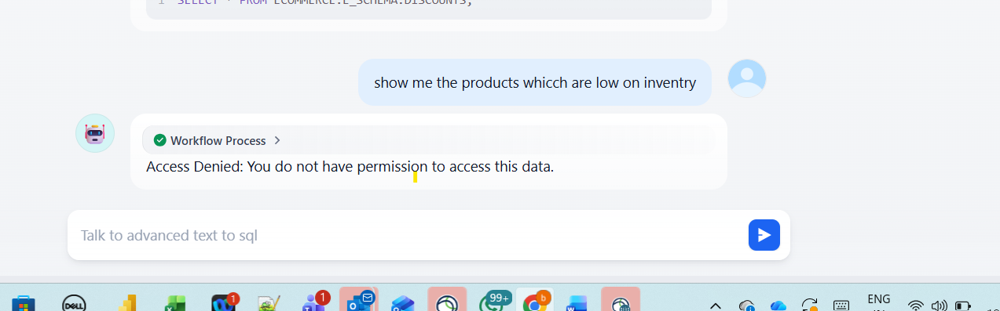 1 SELECT * FROM ECOMMERCE.E_SCHEMA.DISCOUNTS;
show me the products whicch are low on inventry
Workflow Process
Access Denied: You do not have permission to access this data.
Talk to advanced text to sql
DELL
1
1
99+
b
ENG